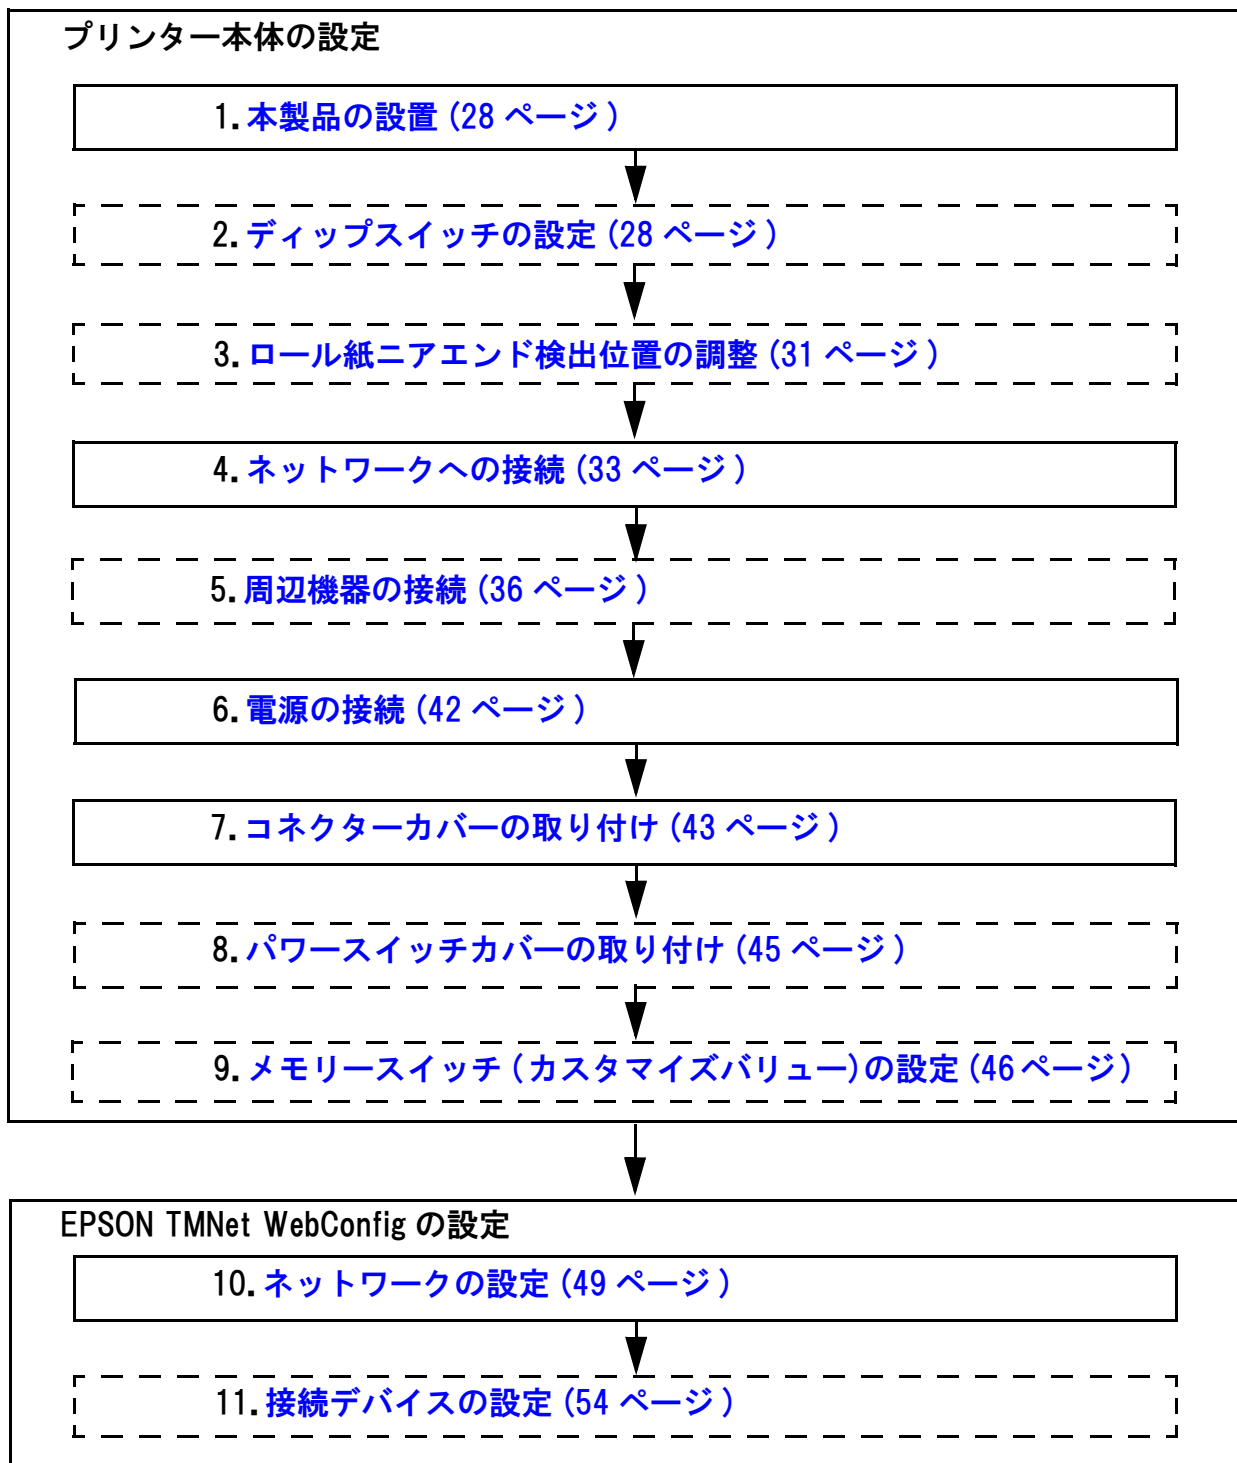 プリンター本体の設定
1. 本製品の設置 (28 ページ )
2. ディップスイッチの設定 (28 ページ )
3. ロール紙ニアエンド検出位置の調整 (31 ページ )
4. ネットワークへの接続 (33 ページ )
5. 周辺機器の接続 (36 ページ )
6. 電源の接続 (42 ページ )
7. コネクターカバーの取り付け (43 ページ )
8. パワースイッチカバーの取り付け (45 ページ )
9. メモリースイッチ ( カスタマイズバリュー) の設定 (46 ページ )
EPSON TMNet WebConfig の設定
10. ネットワークの設定 (49 ページ )
11. 接続デバイスの設定 (54 ページ )